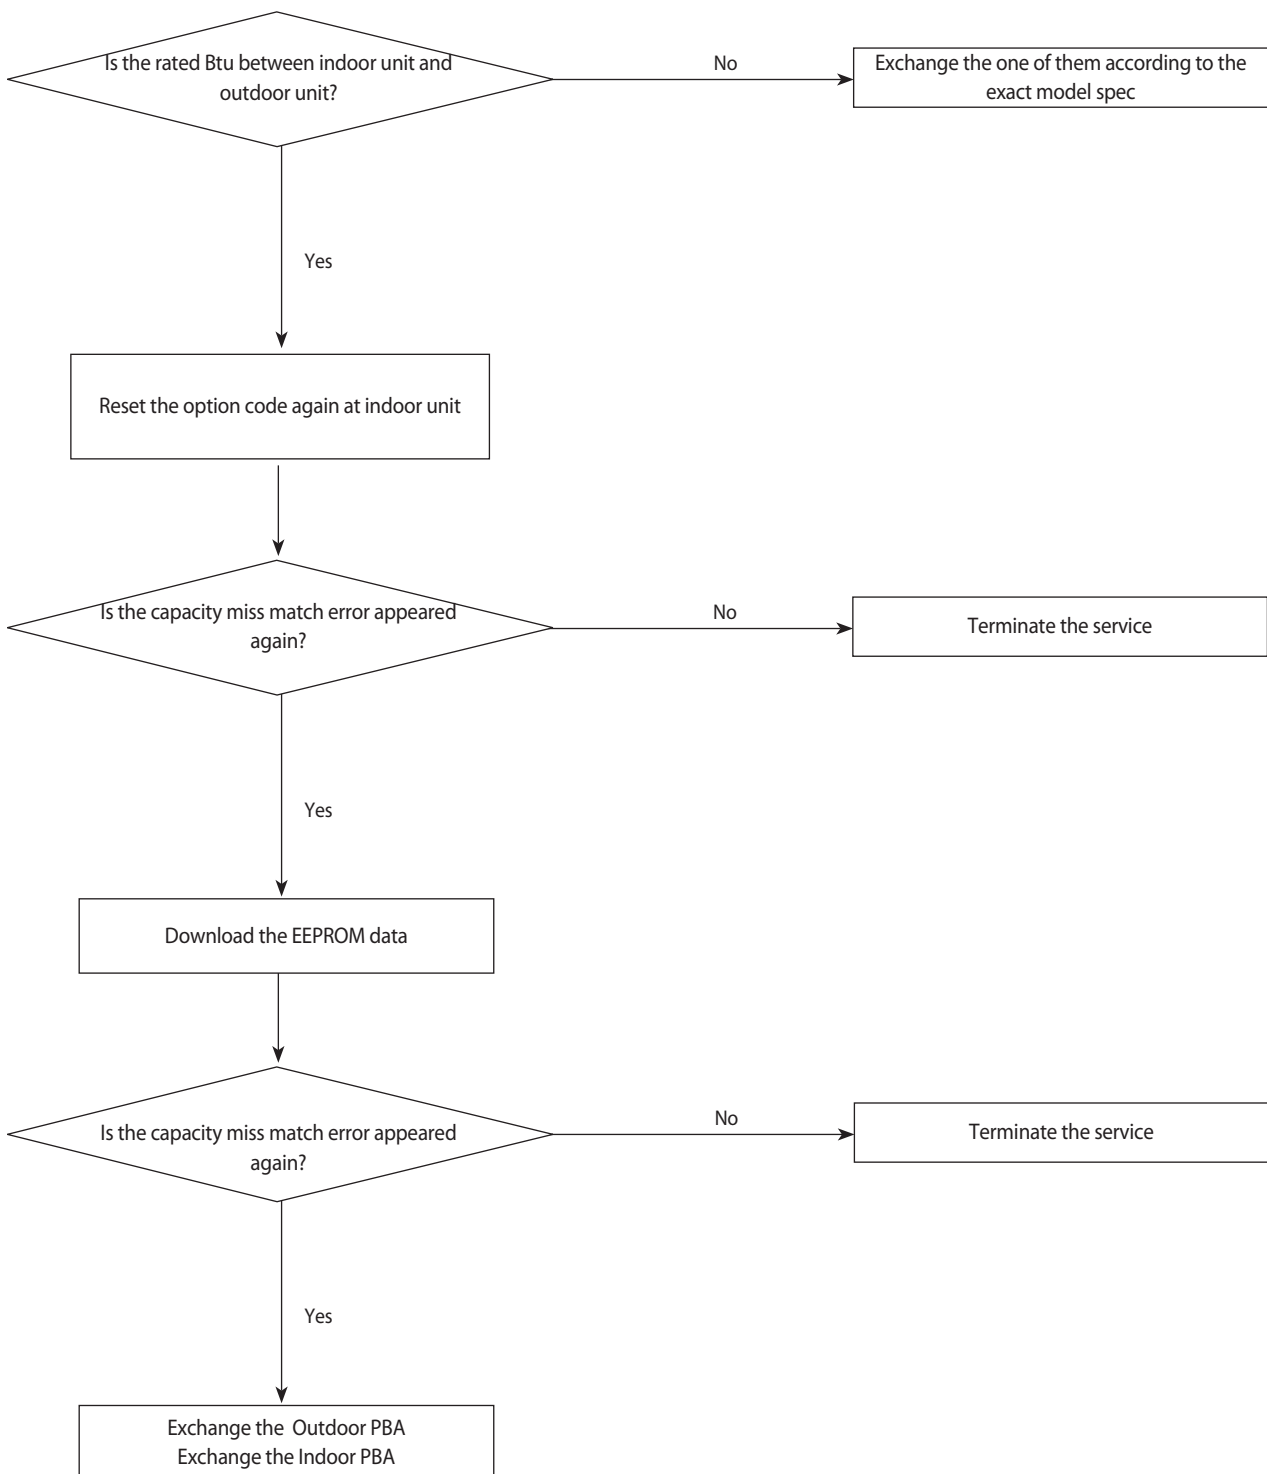 Is the rated Btu between indoor unit and
outdoor unit?
No
Exchange the one of them according to the
exact model spec
Yes
Reset the option code again at indoor unit
Is the capacity miss match error appeared
again?
No
Terminate the service
Yes
Download the EEPROM data
Is the capacity miss match error appeared
again?
No
Terminate the service
Yes
Exchange the Outdoor PBA
Exchange the Indoor PBA